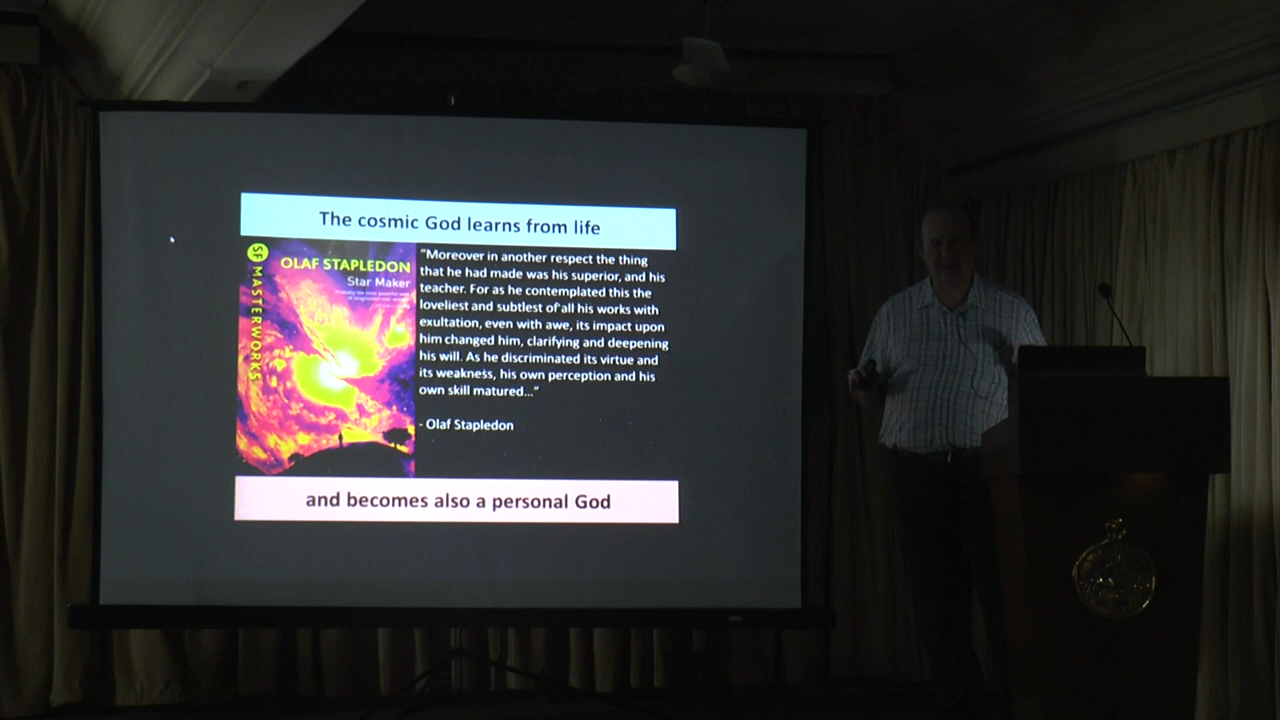 The cosmic God learns from life
SF MASTERWORKS
OLAF STAPLEDON
Star Maker
“Moreover in another respect the thing
that he had made was his superior, and his
teacher. For as he contemplated this the
loveliest and subtlest of all his works with
exultation, even with awe, its impact upon
him changed him, clarifying and deepening
his will. As he discriminated its virtue and
its weakness, his own perception and his
own skill matured...”
- Olaf Stapledon
and becomes also a personal God